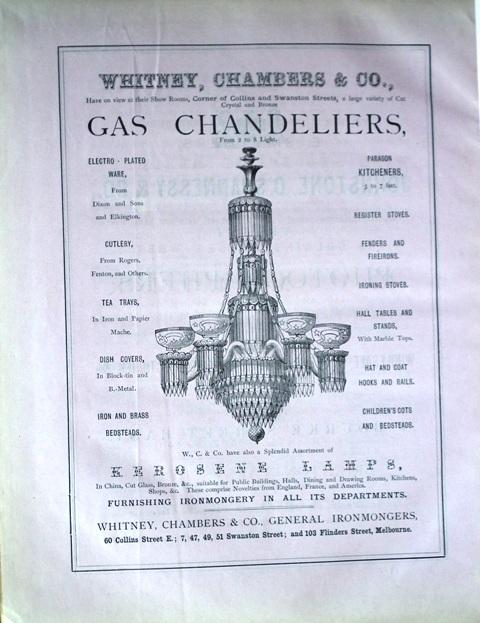 WHITNEY, CHAMBERS & CO.,
Have on view at their Show Rooms, Corner of Collins and Swanston Streets, a large variety of Cut
Crystal and Bronze
GAS CHANDELIERS,
From 2 to 8 Light.
ELECTRO-PLATED
WARE,
From
Dixon and Sons
and Elkington.
CUTLERY,
From Rogers,
Fenton, and Others.
TEA TRAYS,
In Iron and Papier
Mache.
DISH COVERS,
In Block-tin and
B.-Metal.
IRON AND BRASS
BEDSTEADS.
PARAGON
KITCHENERS,
3 to 7 feet.
REGISTER STOVES.
FENDERS AND
FIREIRONS.
IRONING STOVES.
HALL TABLES AND
STANDS,
With Marble Tops.
HAT AND COAT
HOOKS AND RAILS.
CHILDREN'S COTS
AND BEDSTEADS.
W., C. & Co. have also a Splendid Assortment of
KEROSENE LAMPS,
In China, Cut Glass, Bronze, &c., suitable for Public Buildings, Halls, Dining and Drawing Rooms, Kitchens,
Shops, &c. These comprise Novelties from England, France, and America.
FURNISHING IRONMONGERY IN ALL ITS DEPARTMENTS.
WHITNEY, CHAMBERS & CO., GENERAL IRONMONGERS,
60 Collins Street E.; 7, 47, 49, 51 Swanston Street; and 103 Flinders Street, Melbourne.